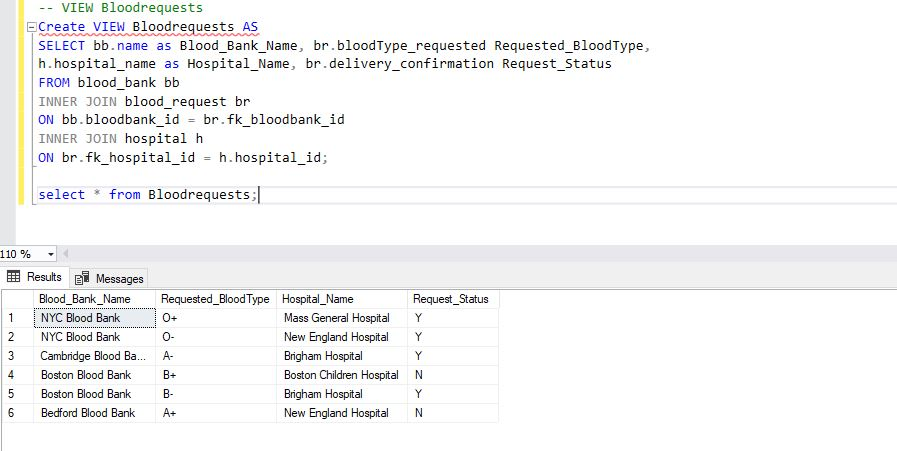 -- VIEW Bloodrequests
Create VIEW Bloodrequests AS
SELECT bb.name as Blood_Bank_Name, br.bloodType_requested Requested_BloodType,
h.hospital_name as Hospital_Name, br.delivery_confirmation Request_Status
FROM blood_bank bb
INNER JOIN blood_request br
ON bb.bloodbank_id = br.fk_bloodbank_id
INNER JOIN hospital h
ON br.fk_hospital_id = h.hospital_id;
select * from Bloodrequests;
110 %
Results Messages
Blood_Bank_Name Requested_BloodType Hospital_Name Request_Status
1 NYC Blood Bank O+ Mass General Hospital Y
2 NYC Blood Bank O- New England Hospital Y
3 Cambridge Blood Ba... A- Brigham Hospital Y
4 Boston Blood Bank B+ Boston Children Hospital N
5 Boston Blood Bank B- Brigham Hospital Y
6 Bedford Blood Bank A+ New England Hospital N